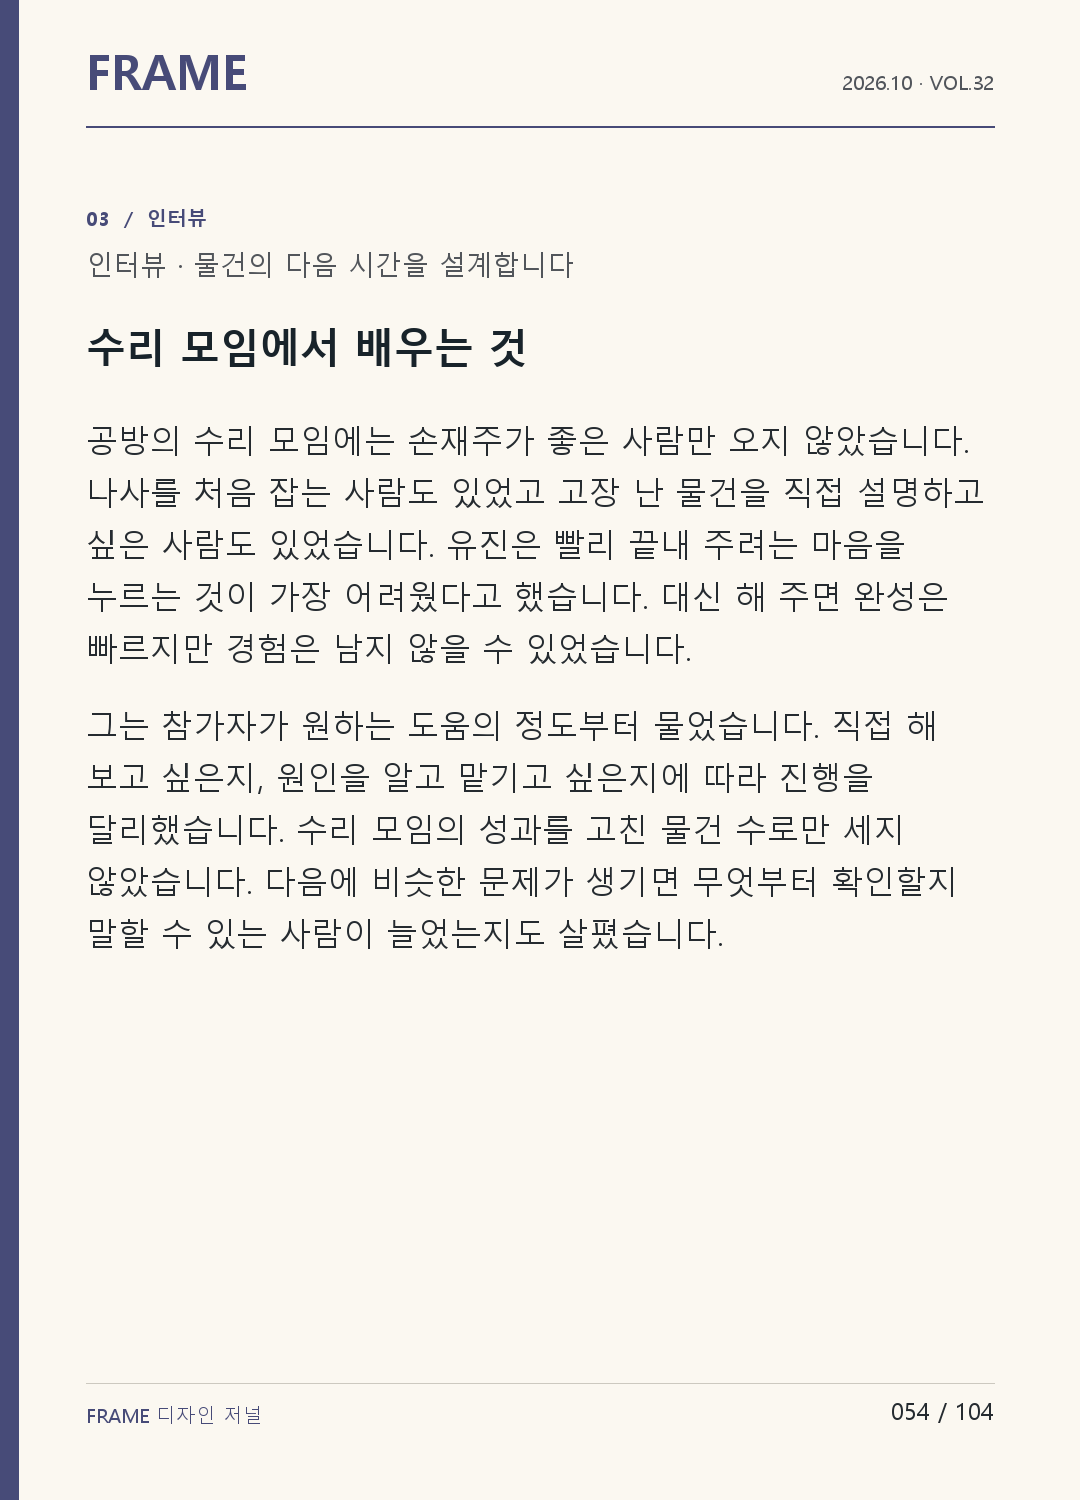 FRAME
2026.10 · VOL.32
03 / 인터뷰
인터뷰 · 물건의 다음 시간을 설계합니다
수리 모임에서 배우는 것
공방의 수리 모임에는 손재주가 좋은 사람만 오지 않았습니다.
나사를 처음 잡는 사람도 있었고 고장 난 물건을 직접 설명하고
싶은 사람도 있었습니다. 유진은 빨리 끝내 주려는 마음을
누르는 것이 가장 어려웠다고 했습니다. 대신 해 주면 완성은
빠르지만 경험은 남지 않을 수 있었습니다.
그는 참가자가 원하는 도움의 정도부터 물었습니다. 직접 해
보고 싶은지, 원인을 알고 맡기고 싶은지에 따라 진행을
달리했습니다. 수리 모임의 성과를 고친 물건 수로만 세지
않았습니다. 다음에 비슷한 문제가 생기면 무엇부터 확인할지
말할 수 있는 사람이 늘었는지도 살폈습니다.
FRAME 디자인 저널
054 / 104